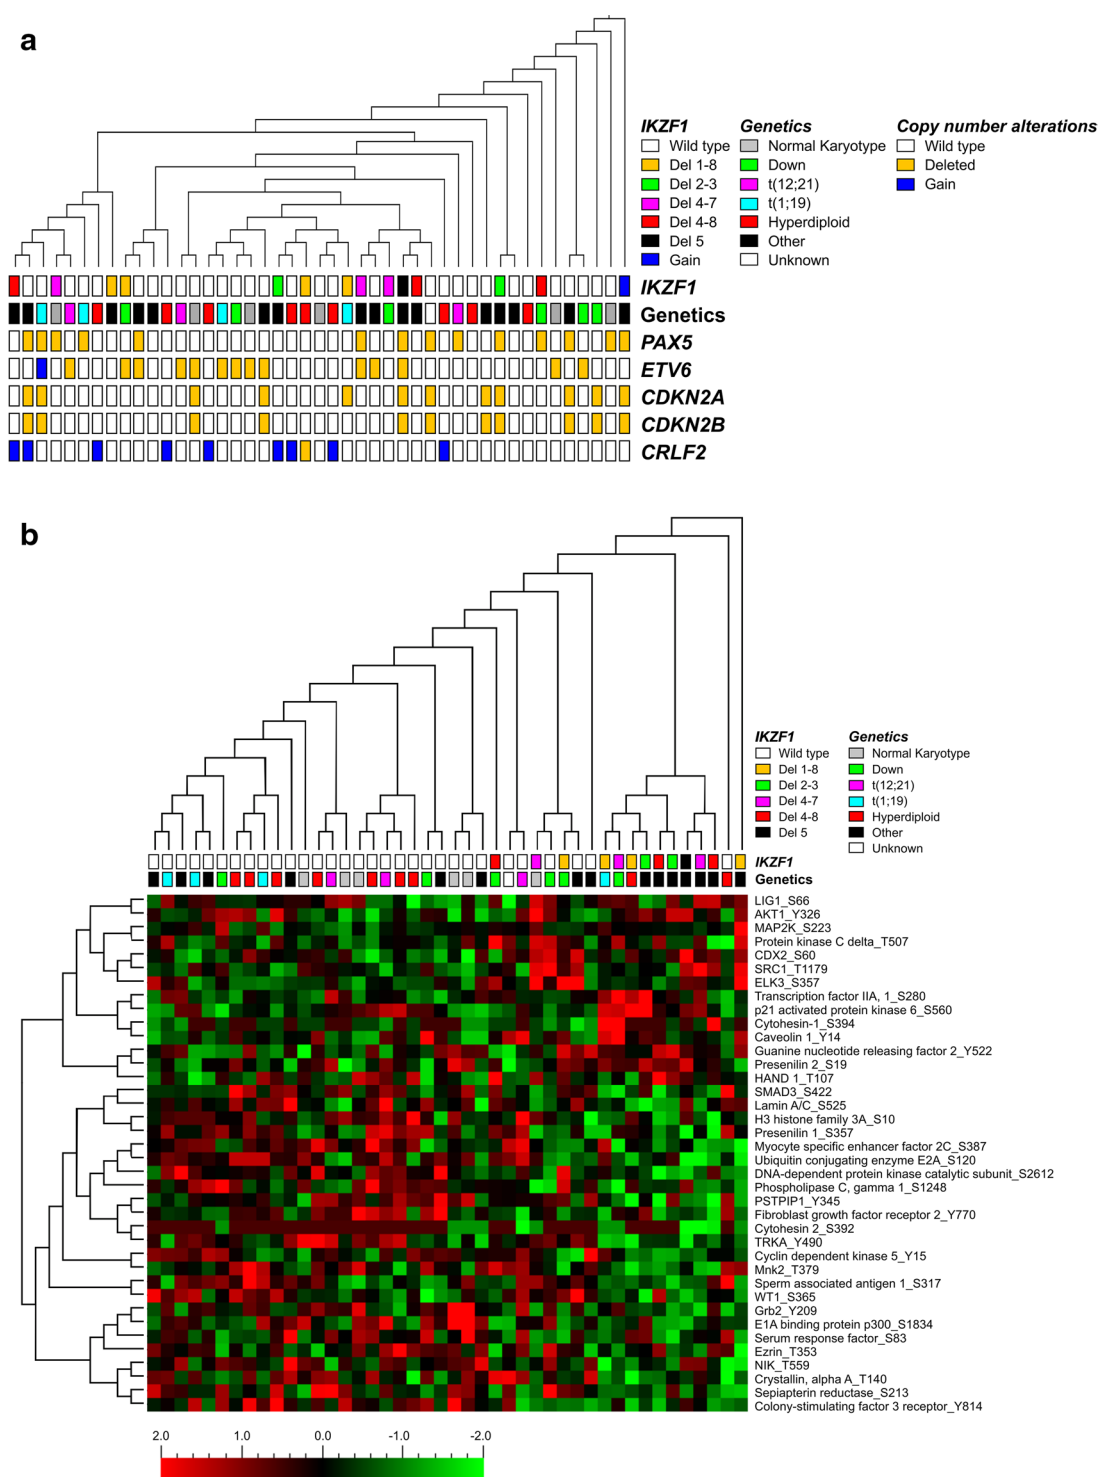 a
IKZF1 Genetics Copy number alterations
Wild type Normal Karyotype Wild type
Del 1-8 Down Deleted
Del 2-3 t(12;21) Gain
Del 4-7 t(1;19)
Del 4-8 Hyperdiploid
Del 5 Other
Gain Unknown
IKZF1
Genetics
PAX5
ETV6
CDKN2A
CDKN2B
CRLF2
b
IKZF1 Genetics
Wild type Normal Karyotype
Del 1-8 Down
Del 2-3 t(12;21)
Del 4-7 t(1;19)
Del 4-8 Hyperdiploid
Del 5 Other
Unknown
IKZF1
Genetics
LIG1_S66
AKT1_Y326
MAP2K_S223
Protein kinase C delta_T507
CDX2_S60
SRC1_T1179
ELK3_S357
Transcription factor IIA, 1_S280
p21 activated protein kinase 6_S560
Cytohesin-1_S394
Caveolin 1_Y14
Guanine nucleotide releasing factor 2_Y522
Presenilin 2_S19
HAND 1_T107
SMAD3_S422
Lamin A/C_S525
H3 histone family 3A_S10
Presenilin 1_S357
Myocyte specific enhancer factor 2C_S387
Ubiquitin conjugating enzyme E2A_S120
DNA-dependent protein kinase catalytic subunit_S2612
Phospholipase C, gamma 1_S1248
PSTPIP1_Y345
Fibroblast growth factor receptor 2_Y770
Cytohesin 2_S392
TRKA_Y490
Cyclin dependent kinase 5_Y15
Mnk2_T379
Sperm associated antigen 1_S317
WT1_S365
Grb2_Y209
E1A binding protein p300_S1834
Serum response factor_S83
Ezrin_T353
NIK_T559
Crystallin, alpha A_T140
Sepiapterin reductase_S213
Colony-stimulating factor 3 receptor_Y814
2.0 1.0 0.0 -1.0 -2.0